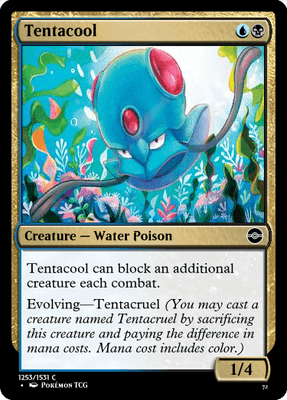 Tentacool
Creature — Water Poison
Tentacool can block an additional
creature each combat.
Evolving—Tentacruel (You may cast
a creature named Tentacruel by sacrificing
this creature and paying the difference in
mana costs. Mana cost includes color.)
1/4
1253/1531 C
Pokémon TCG